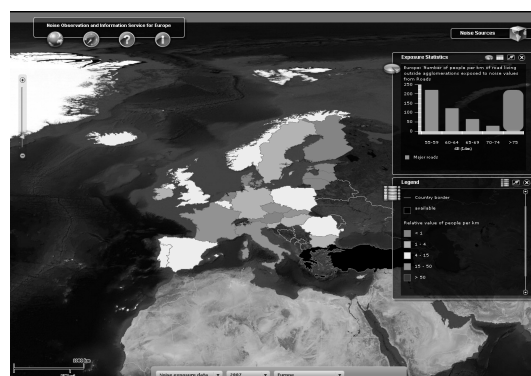 Noise Observation and Information Service for Europe
Noise Sources
Exposure Statistics
Europe: Number of people per km of road living
outside agglomerations exposed to noise values
from Roads
250
200
150
100
50
0
55-59 60-64 65-69 70-74 >75
dB (Lden)
Major roads
Legend
Country border
available
Relative value of people per km
< 1
1 - 4
4 - 15
15 - 50
> 50
Noise exposure data 2007 Europe